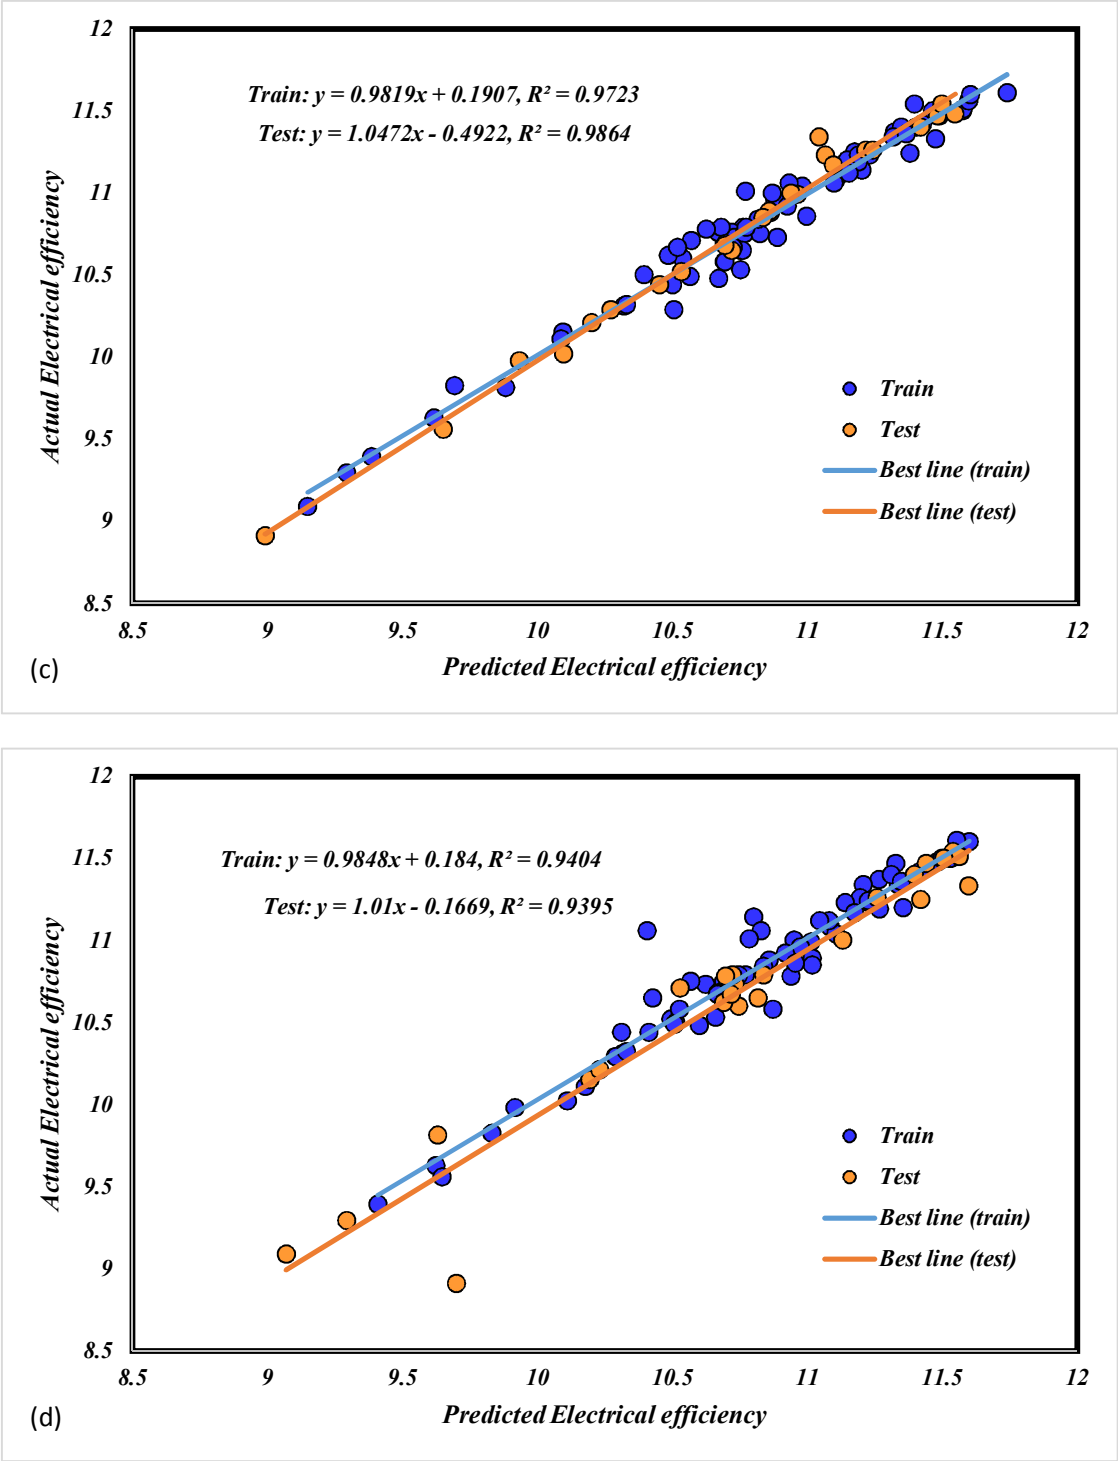 12
Train: y = 0.9819x + 0.1907, R² = 0.9723
Test: y = 1.0472x - 0.4922, R² = 0.9864
11.5
11
10.5
10
9.5
9
8.5
Actual Electrical efficiency
Train
Test
Best line (train)
Best line (test)
8.5 9 9.5 10 10.5 11 11.5 12
Predicted Electrical efficiency
(c)
12
Train: y = 0.9848x + 0.184, R² = 0.9404
Test: y = 1.01x - 0.1669, R² = 0.9395
11.5
11
10.5
10
9.5
9
8.5
Actual Electrical efficiency
Train
Test
Best line (train)
Best line (test)
8.5 9 9.5 10 10.5 11 11.5 12
Predicted Electrical efficiency
(d)